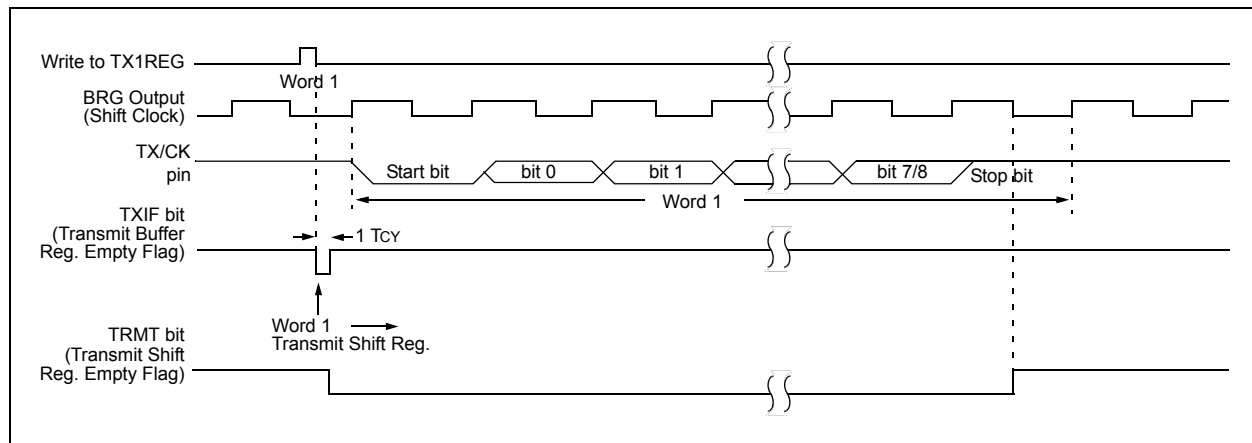 Write to TX1REG
Word 1
BRG Output
(Shift Clock)
TX/CK
pin
Start bit
bit 0
bit 1
bit 7/8
Stop bit
Word 1
TXIF bit
(Transmit Buffer
Reg. Empty Flag)
1 TCY
Word 1
Transmit Shift Reg.
TRMT bit
(Transmit Shift
Reg. Empty Flag)